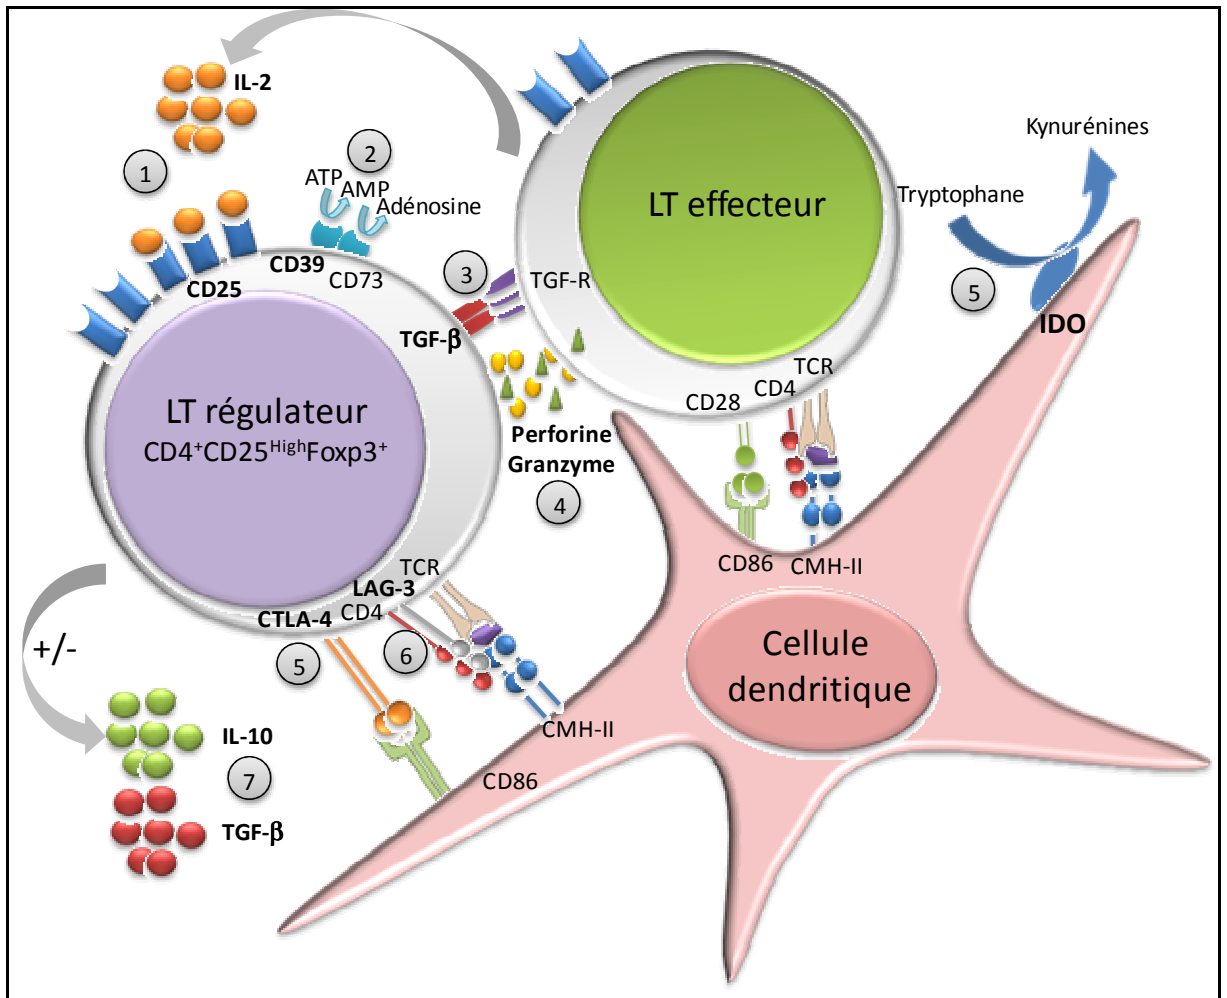 IL-2
1
2
ATP
AMP
Adénosine
CD39
CD73
CD25
3
TGF-β
TGF-R
LT effecteur
Kynurénines
Tryptophane
5
IDO
LT régulateur
CD4⁺CD25ᴴⁱᵍʰFoxp3⁺
Perforine
Granzyme
4
CD28
CD4
TCR
CD86
CMH-II
TCR
LAG-3
CD4
CTLA-4
5
6
CMH-II
CD86
Cellule
dendritique
+/-
IL-10
7
TGF-β